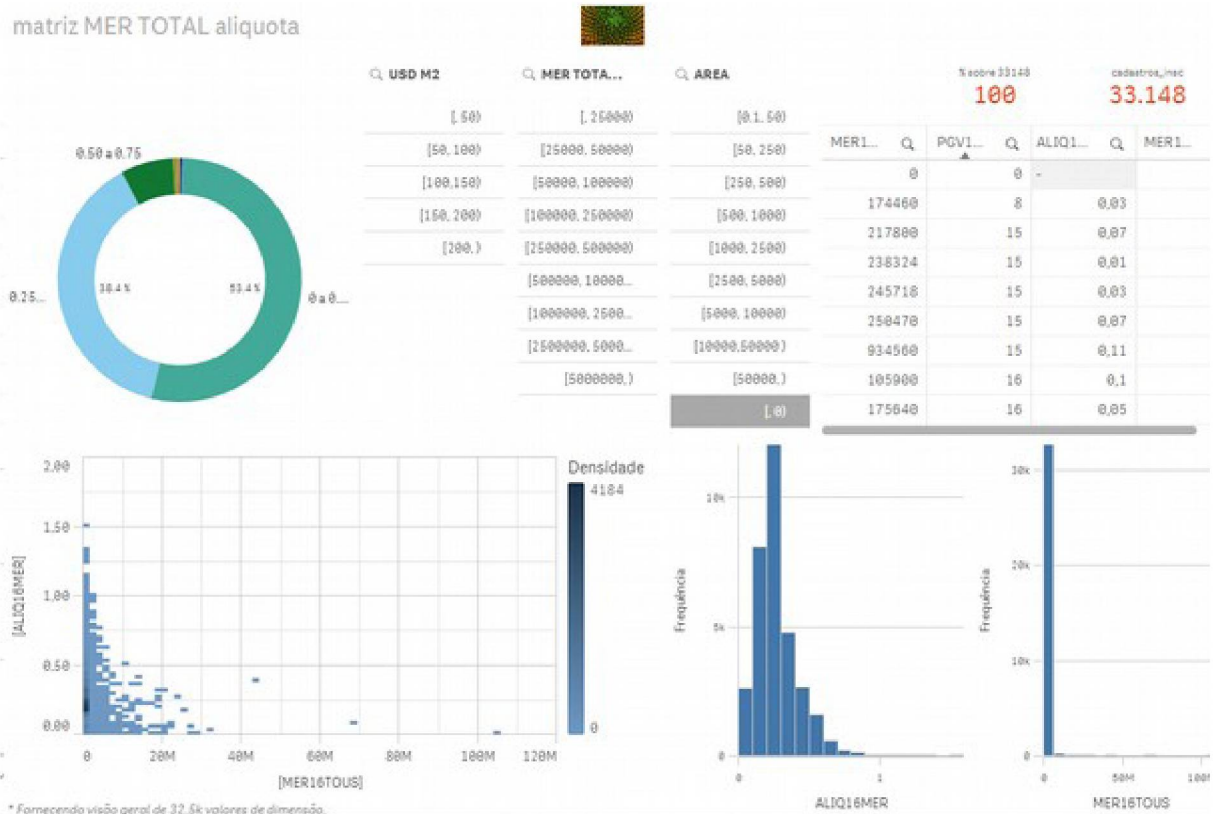 matriz MER TOTAL aliquota
USD M2
[, 50)
[50, 100)
[100,150)
[150, 200)
[200,)
MER TOTA...
[, 25000)
[25000, 50000)
[50000, 100000)
[100000, 250000)
[250000, 500000)
[500000, 10000...
[1000000, 2500...
[2500000, 5000...
[5000000,)
AREA
[0.1, 50)
[50, 250)
[250, 500)
[500, 1000)
[1000, 2500)
[2500, 5000)
[5000, 10000)
[10000,50000)
[50000,)
[, 0)
% sobre 33148
100
cadastros_insc
33.148
MER1... PGV1... ALIQ1... MER1...
0 0 -
174460 8 0,03
217800 15 0,07
238324 15 0,01
245718 15 0,03
250470 15 0,07
934560 15 0,11
105900 16 0,1
175640 16 0,05
0.50 a 0.75
0.25...
38.4%
53.4%
0 a 0....
2.00
1.50
1.00
0.50
0.00
[ALIQ16MER]
0 20M 40M 60M 80M 100M 120M
[MER16TOUS]
Densidade
4184
0
* Fornecendo visão geral de 32.5k valores de dimensão.
Frequência
10k
5k
0
0 1
ALIQ16MER
Frequência
30k
20k
10k
0
0 50M
MER16TOUS